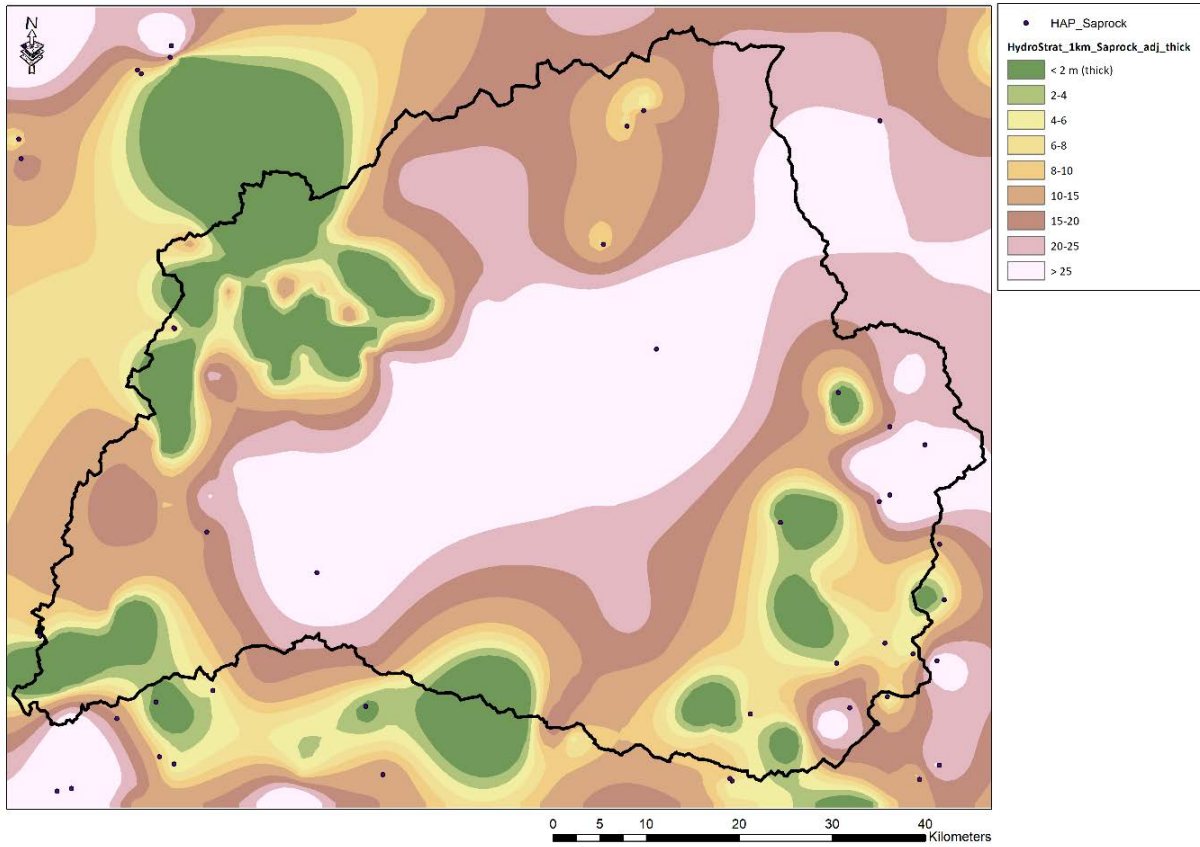 N
HAP_Saprock
HydroStrat_1km_Saprock_adj_thick
< 2 m (thick)
2-4
4-6
6-8
8-10
10-15
15-20
20-25
> 25
0 5 10 20 30 40
Kilometers